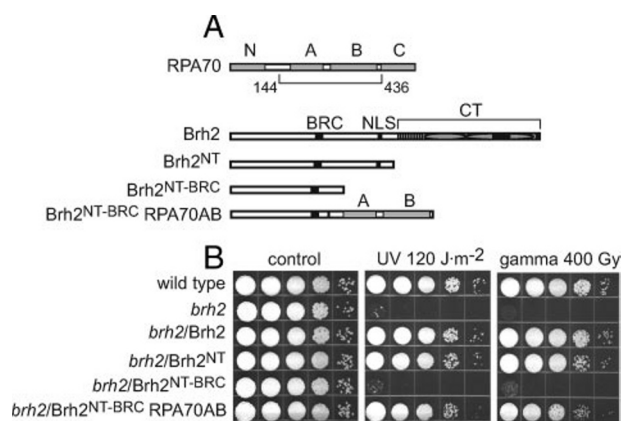 A
N A B C
RPA70
144 436
CT
BRC NLS
Brh2
Brh2NT
Brh2NT-BRC
A B
Brh2NT-BRC RPA70AB
B
control UV 120 J·m-2 gamma 400 Gy
wild type
brh2
brh2/Brh2
brh2/Brh2NT
brh2/Brh2NT-BRC
brh2/Brh2NT-BRC RPA70AB